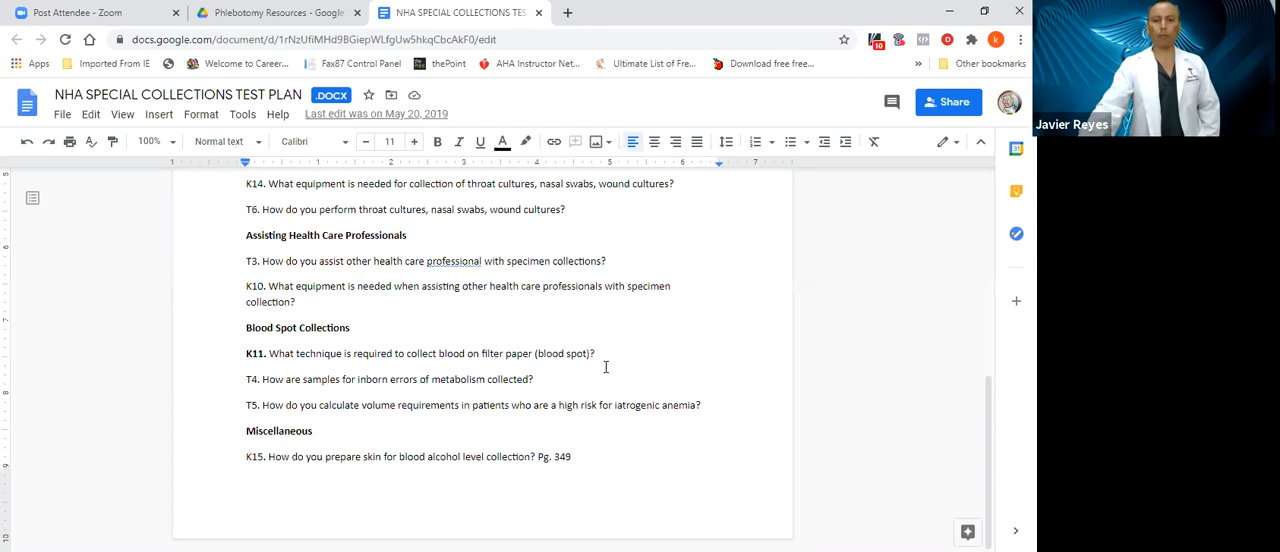 Post Attendee - Zoom
Phlebotomy Resources - Google
NHA SPECIAL COLLECTIONS TES
docs.google.com/document/d/1rNzUfiMHd9BGiepWLfgUw5hkqCbcAkF0/edit
10
k
Apps
Imported From IE
Welcome to Career...
Fax87 Control Panel
thePoint
AHA Instructor Net...
Ultimate List of Fre...
Download free free...
»
Other bookmarks
NHA SPECIAL COLLECTIONS TEST PLAN
.DOCX
File Edit View Insert Format Tools Help
Last edit was on May 20, 2019
Share
100%
Normal text
Calibri
11
B I U A
1 1 2 3 4 5 6 7
K14. What equipment is needed for collection of throat cultures, nasal swabs, wound cultures?
T6. How do you perform throat cultures, nasal swabs, wound cultures?
Assisting Health Care Professionals
T3. How do you assist other health care professional with specimen collections?
K10. What equipment is needed when assisting other health care professionals with specimen
collection?
Blood Spot Collections
K11. What technique is required to collect blood on filter paper (blood spot)?
T4. How are samples for inborn errors of metabolism collected?
T5. How do you calculate volume requirements in patients who are a high risk for iatrogenic anemia?
Miscellaneous
K15. How do you prepare skin for blood alcohol level collection? Pg. 349
Javier Reyes